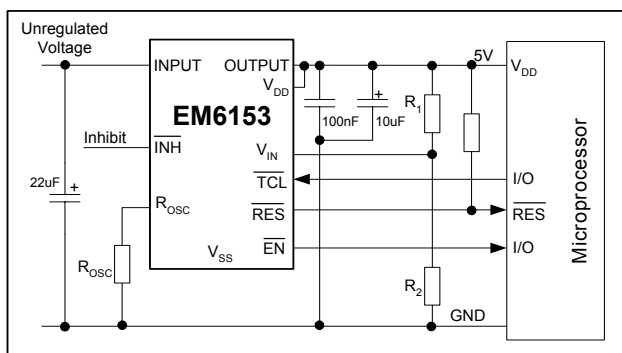 Unregulated
Voltage
INPUT
OUTPUT
V_DD
EM6153
Inhibit
INH
V_IN
TCL
R_OSC
RES
V_SS
EN
22uF
+
R_OSC
100nF
+
10uF
R_1
R_2
5V
GND
V_DD
I/O
RES
I/O
Microprocessor